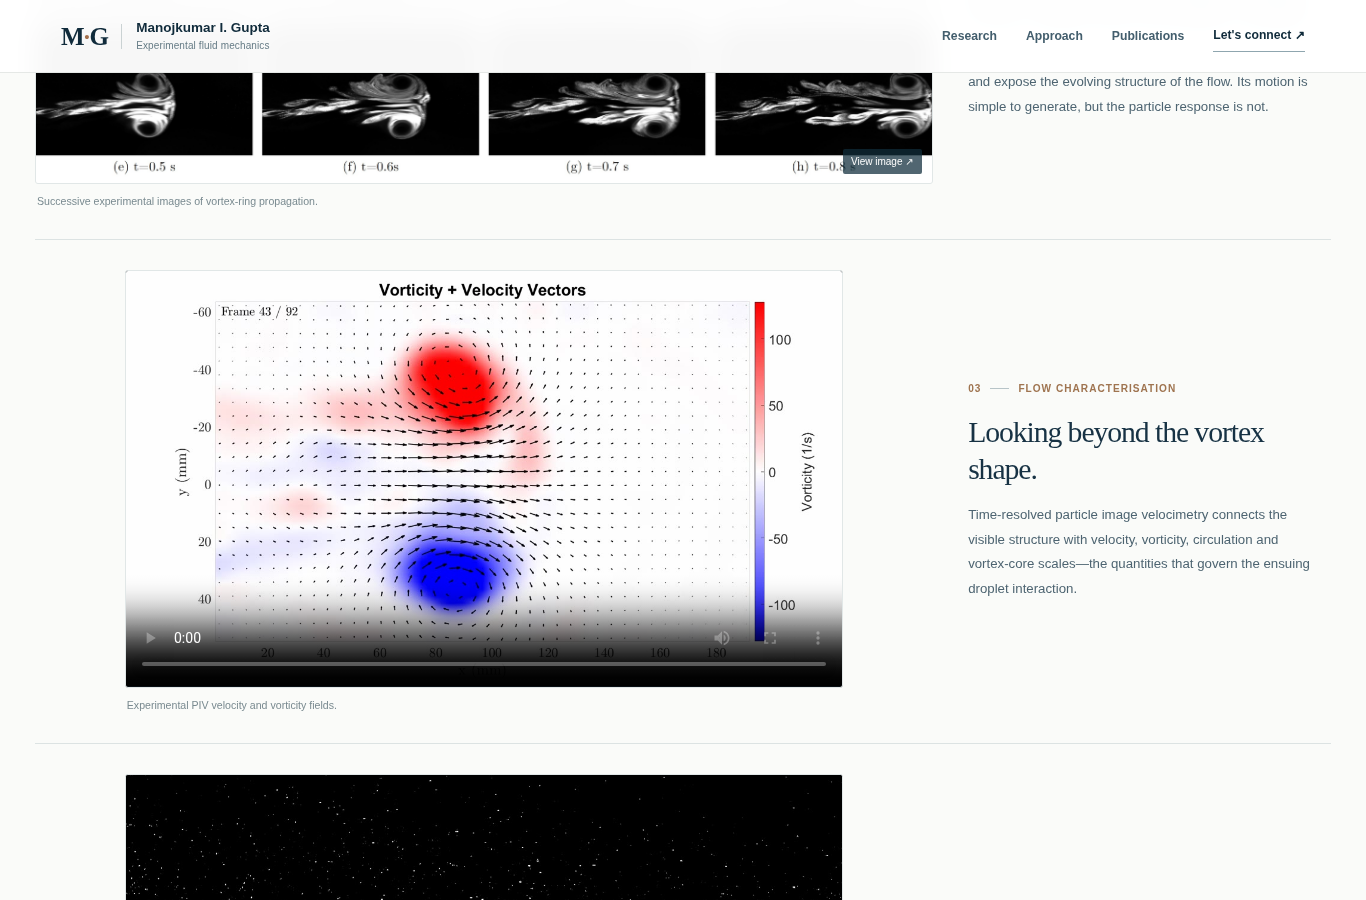 M·G
Manojkumar I. Gupta
Experimental fluid mechanics
Research
Approach
Publications
Let's connect ↗
and expose the evolving structure of the flow. Its motion is
simple to generate, but the particle response is not.
(e) t=0.5 s
(f) t=0.6s
(g) t=0.7 s
(h) t=0.8 s
View image ↗
Successive experimental images of vortex-ring propagation.
Vorticity + Velocity Vectors
Frame 43 / 92
-60
-40
-20
0
20
40
y (mm)
100
50
0
-50
-100
Vorticity (1/s)
0:00
20 40 60 80 100 120 140 160 180
x (mm)
Experimental PIV velocity and vorticity fields.
03 — FLOW CHARACTERISATION
Looking beyond the vortex
shape.
Time-resolved particle image velocimetry connects the
visible structure with velocity, vorticity, circulation and
vortex-core scales—the quantities that govern the ensuing
droplet interaction.